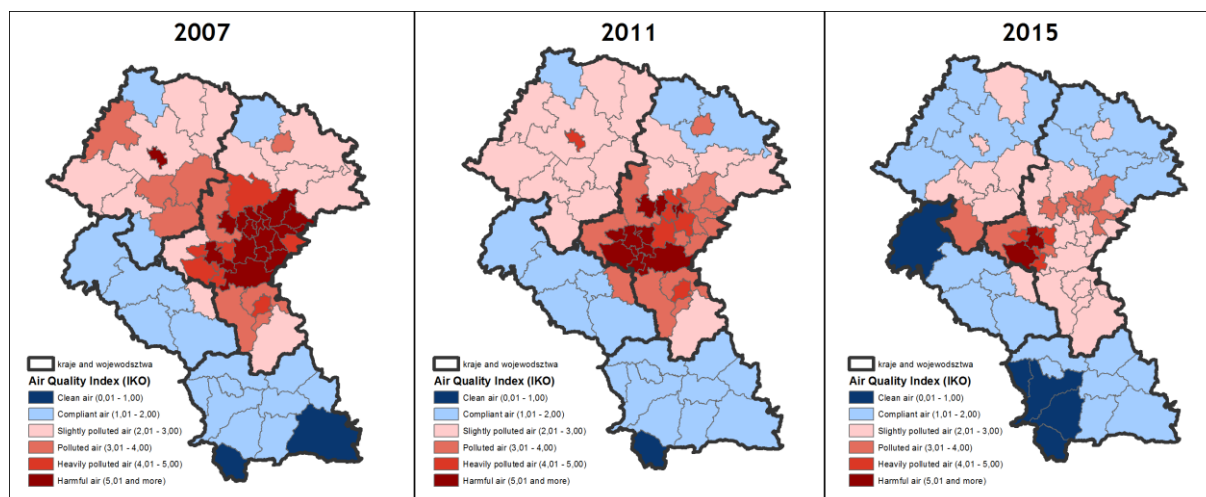 2007
kraje and wojewodsztwa
Air Quality Index (IKO)
Clean air (0,01 - 1,00)
Compliant air (1,01 - 2,00)
Slightly polluted air (2,01 - 3,00)
Polluted air (3,01 - 4,00)
Heavily polluted air (4,01 - 5,00)
Harmful air (5,01 and more)
2011
kraje and wojewodsztwa
Air Quality Index (IKO)
Clean air (0,01 - 1,00)
Compliant air (1,01 - 2,00)
Slightly polluted air (2,01 - 3,00)
Polluted air (3,01 - 4,00)
Heavily polluted air (4,01 - 5,00)
Harmful air (5,01 and more)
2015
kraje and wojewodsztwa
Air Quality Index (IKO)
Clean air (0,01 - 1,00)
Compliant air (1,01 - 2,00)
Slightly polluted air (2,01 - 3,00)
Polluted air (3,01 - 4,00)
Heavily polluted air (4,01 - 5,00)
Harmful air (5,01 and more)